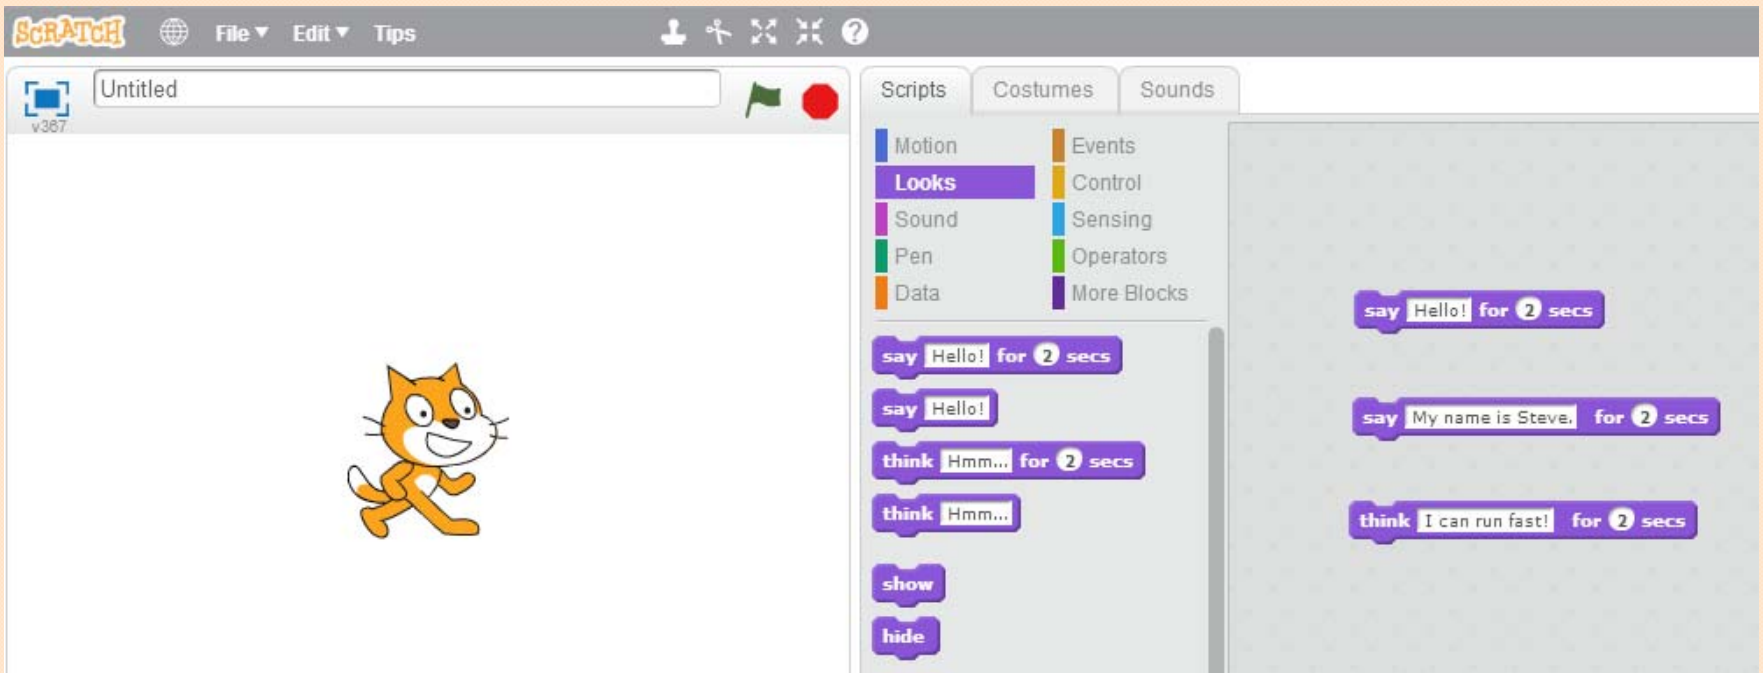 SCRATCH File Edit Tips
v367 Untitled
Scripts Costumes Sounds
Motion Events
Looks Control
Sound Sensing
Pen Operators
Data More Blocks
say Hello! for 2 secs
say Hello!
think Hmm... for 2 secs
think Hmm...
show
hide
say Hello! for 2 secs
say My name is Steve. for 2 secs
think I can run fast! for 2 secs